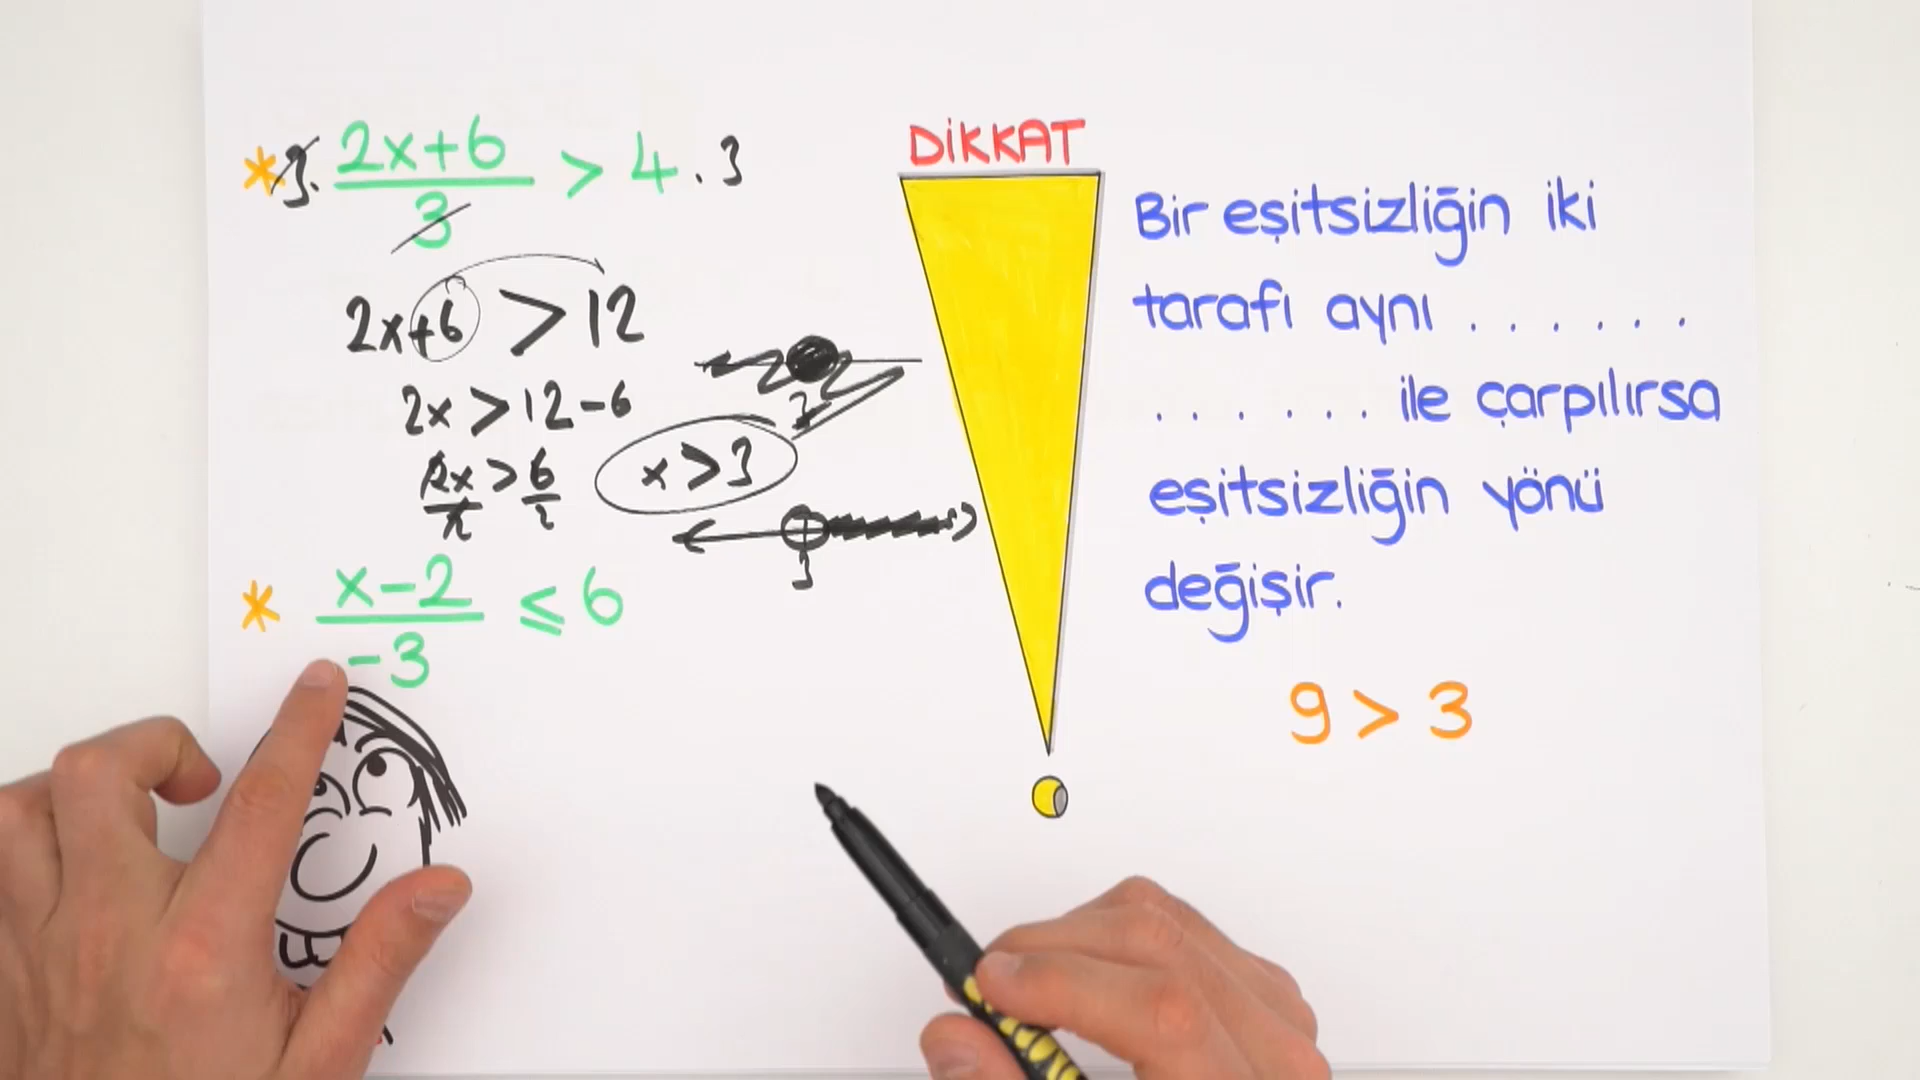 * 3. 2x+6 / 3 > 4 . 3
2x+6 > 12
2x > 12-6
2x/2 > 6/2
x > 3
3
* x-2 / -3 ≤ 6
DİKKAT
Bir eşitsizliğin iki
tarafı aynı . . . . . .
. . . . . . ile çarpılırsa
eşitsizliğin yönü
değişir.
9 > 3